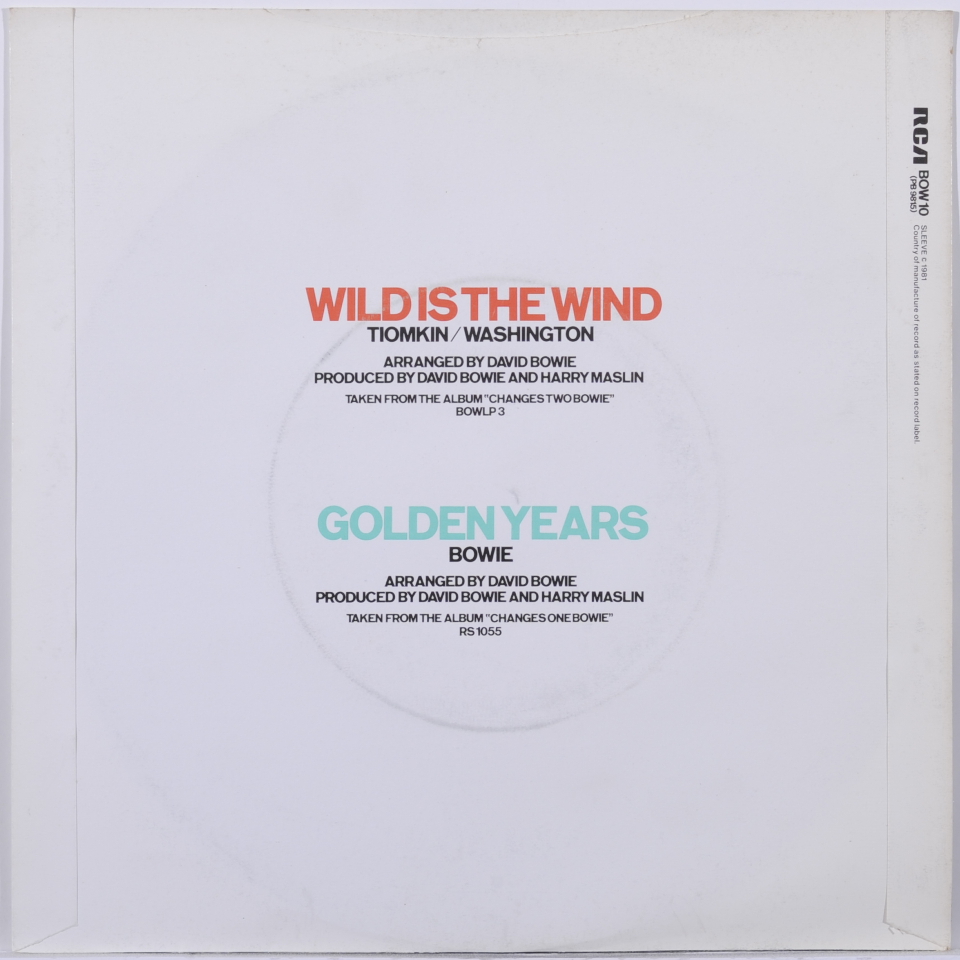 WILD IS THE WIND
TIOMKIN / WASHINGTON
ARRANGED BY DAVID BOWIE
PRODUCED BY DAVID BOWIE AND HARRY MASLIN
TAKEN FROM THE ALBUM "CHANGES TWO BOWIE"
BOWLP 3
GOLDEN YEARS
BOWIE
ARRANGED BY DAVID BOWIE
PRODUCED BY DAVID BOWIE AND HARRY MASLIN
TAKEN FROM THE ALBUM "CHANGES ONE BOWIE"
RS 1055
RCA BOW 10
(PB 9815)
SLEEVE c 1981
Country of manufacture of record as stated on record label.